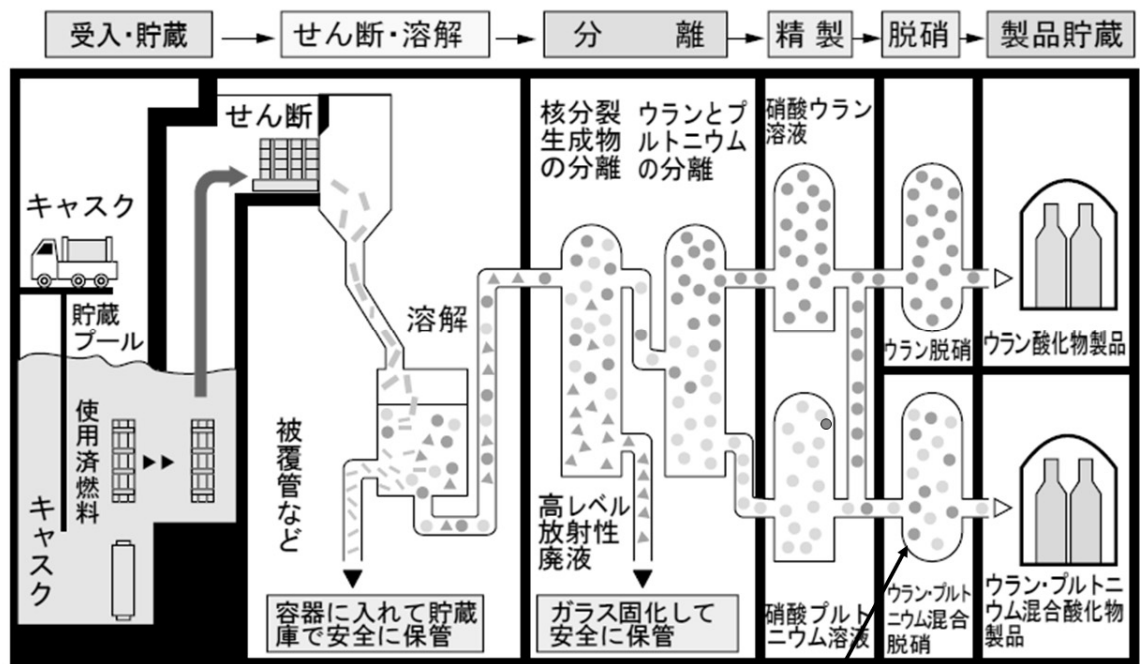 受入・貯蔵
せん断・溶解
分離
精製
脱硝
製品貯蔵
せん断
キャスク
貯蔵
プール
使用済燃料
キャスク
溶解
被覆管など
容器に入れて貯蔵
庫で安全に保管
核分裂
生成物
の分離
ウランとプ
ルトニウム
の分離
高レベル
放射性
廃液
ガラス固化して
安全に保管
硝酸ウラン
溶液
硝酸プルト
ニウム溶液
ウラン脱硝
ウラン・プルト
ニウム混合
脱硝
ウラン酸化物製品
ウラン・プルトニ
ウム混合酸化物
製品